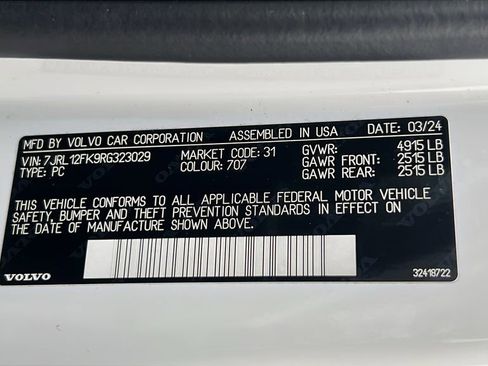 MFD BY VOLVO CAR CORPORATION ASSEMBLED IN USA DATE: 03/24
VIN: 7JRL12FK9RG323029 MARKET CODE: 31 GVWR: 4915 LB
TYPE: PC COLOUR: 707 GAWR FRONT: 2515 LB
GAWR REAR: 2515 LB
THIS VEHICLE CONFORMS TO ALL APPLICABLE FEDERAL MOTOR VEHICLE
SAFETY, BUMPER AND THEFT PREVENTION STANDARDS IN EFFECT ON
THE DATE OF MANUFACTURE SHOWN ABOVE.
VOLVO 32418722